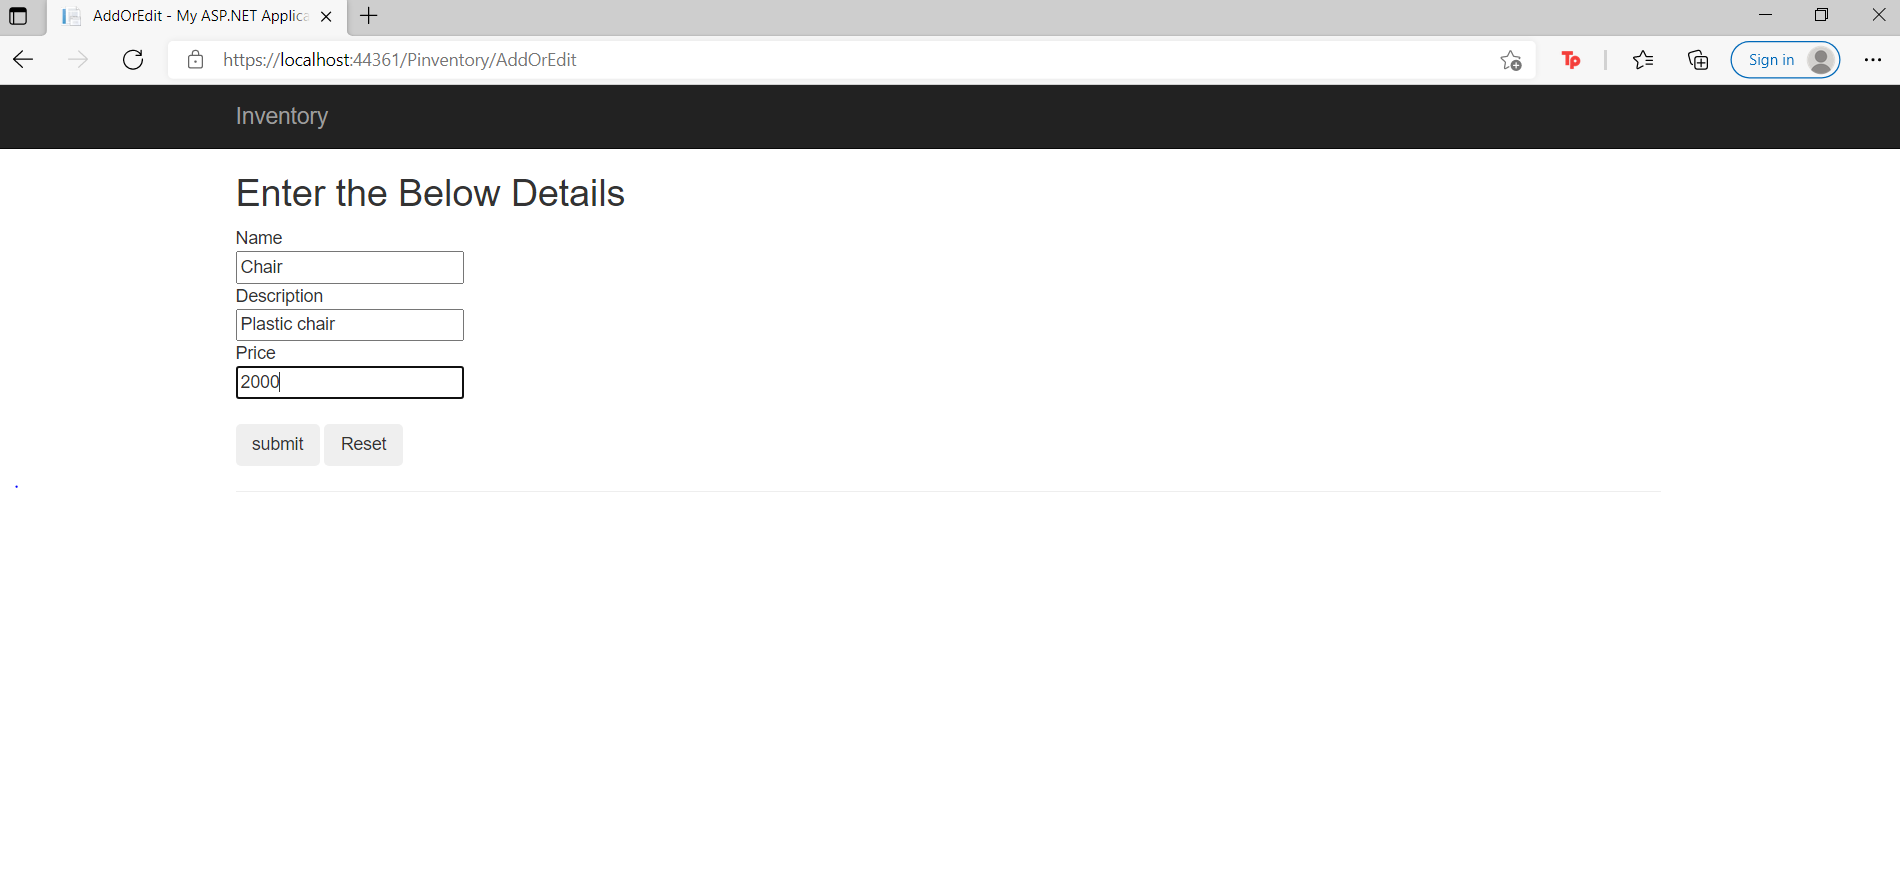 AddOrEdit - My ASP.NET Applica
https://localhost:44361/Pinventory/AddOrEdit
Tp
Sign in
Inventory
Enter the Below Details
Name
Chair
Description
Plastic chair
Price
2000
submit Reset